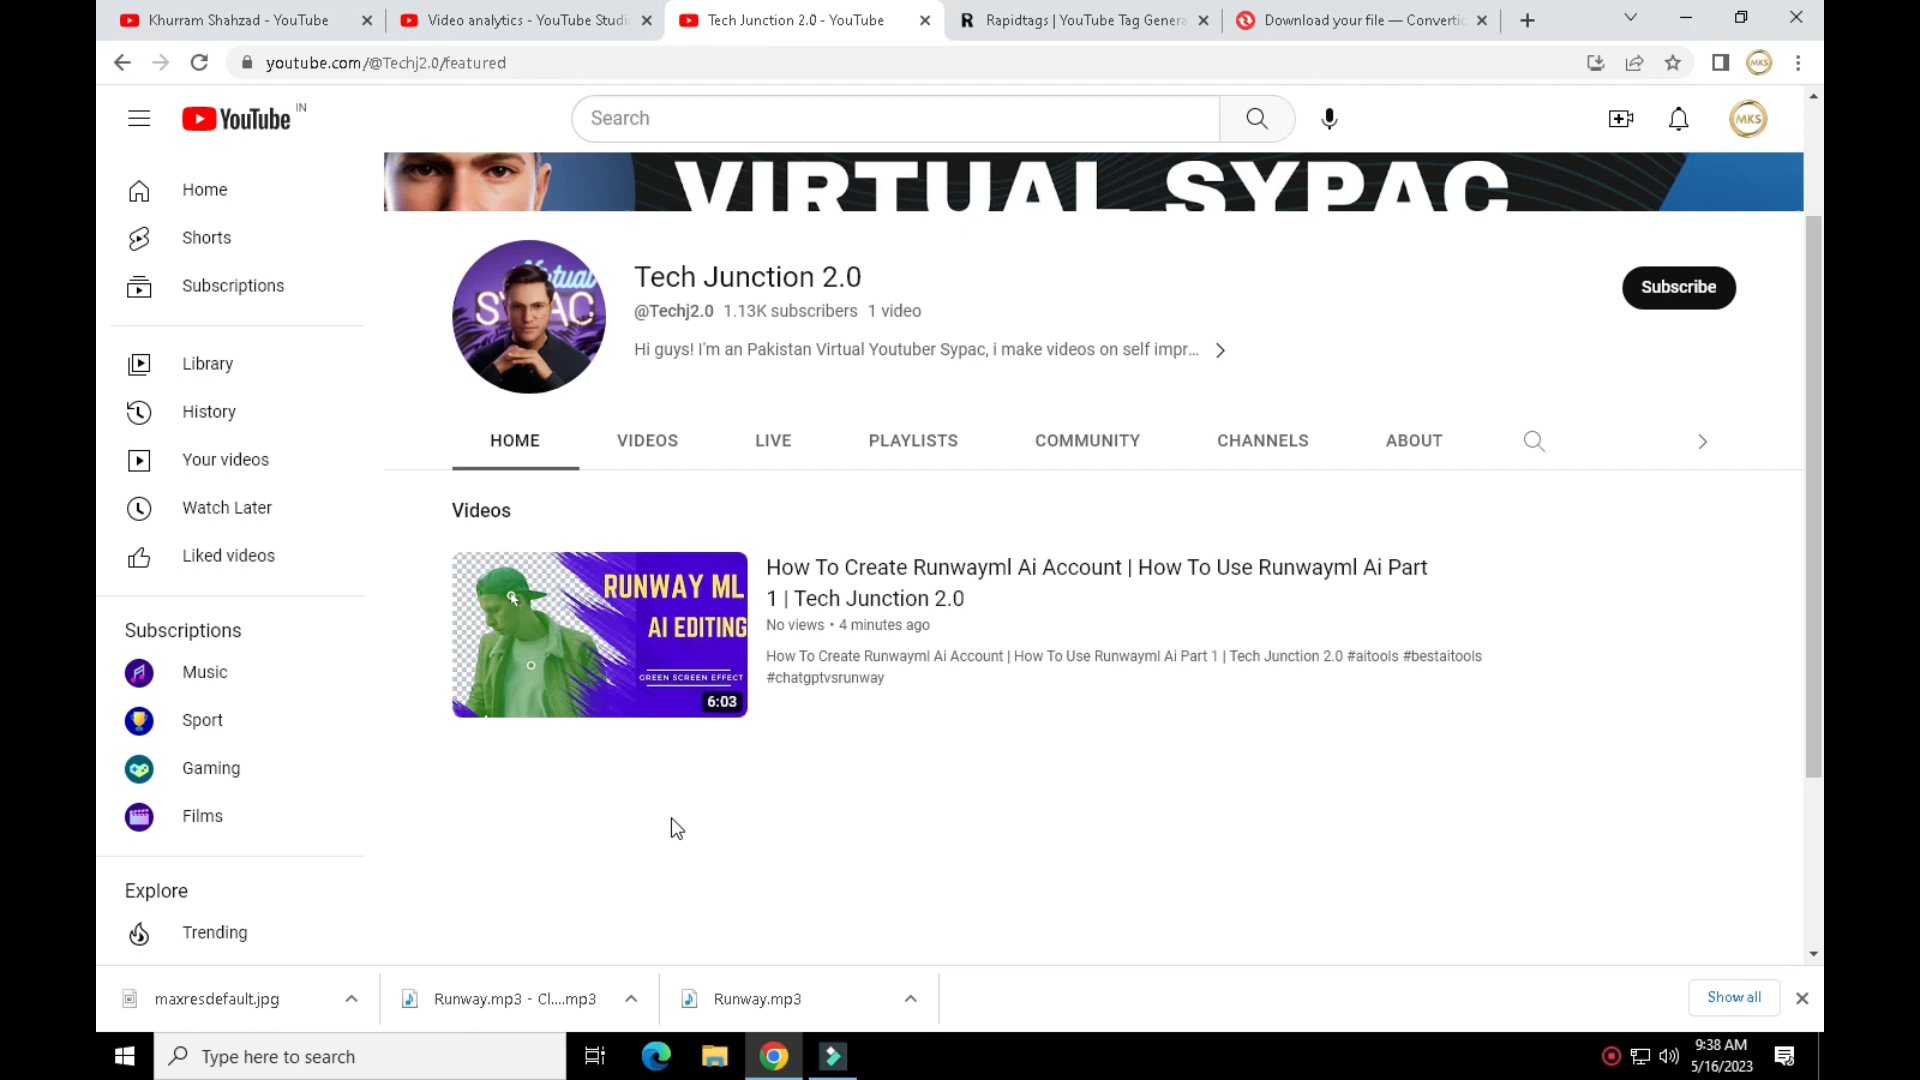 Khurram Shahzad - YouTube
Video analytics - YouTube Studi
Tech Junction 2.0 - YouTube
Rapidtags | YouTube Tag Genera
Download your file — Convertic
youtube.com/@Techj2.0/featured
MKS
YouTube IN
Search
MKS
VIRTUAL SYPAC
Home
Shorts
Subscriptions
Library
History
Your videos
Watch Later
Liked videos
Subscriptions
Music
Sport
Gaming
Films
Explore
Trending
Virtual
SYPAC
Tech Junction 2.0
@Techj2.0 1.13K subscribers 1 video
Hi guys! I'm an Pakistan Virtual Youtuber Sypac, i make videos on self impr...
Subscribe
HOME VIDEOS LIVE PLAYLISTS COMMUNITY CHANNELS ABOUT
Videos
RUNWAY ML
AI EDITING
GREEN SCREEN EFFECT
6:03
How To Create Runwayml Ai Account | How To Use Runwayml Ai Part
1 | Tech Junction 2.0
No views • 4 minutes ago
How To Create Runwayml Ai Account | How To Use Runwayml Ai Part 1 | Tech Junction 2.0 #aitools #bestaitools
#chatgptvsrunway
maxresdefault.jpg
Runway.mp3 - Cl....mp3
Runway.mp3
Show all
Type here to search
9:38 AM
5/16/2023